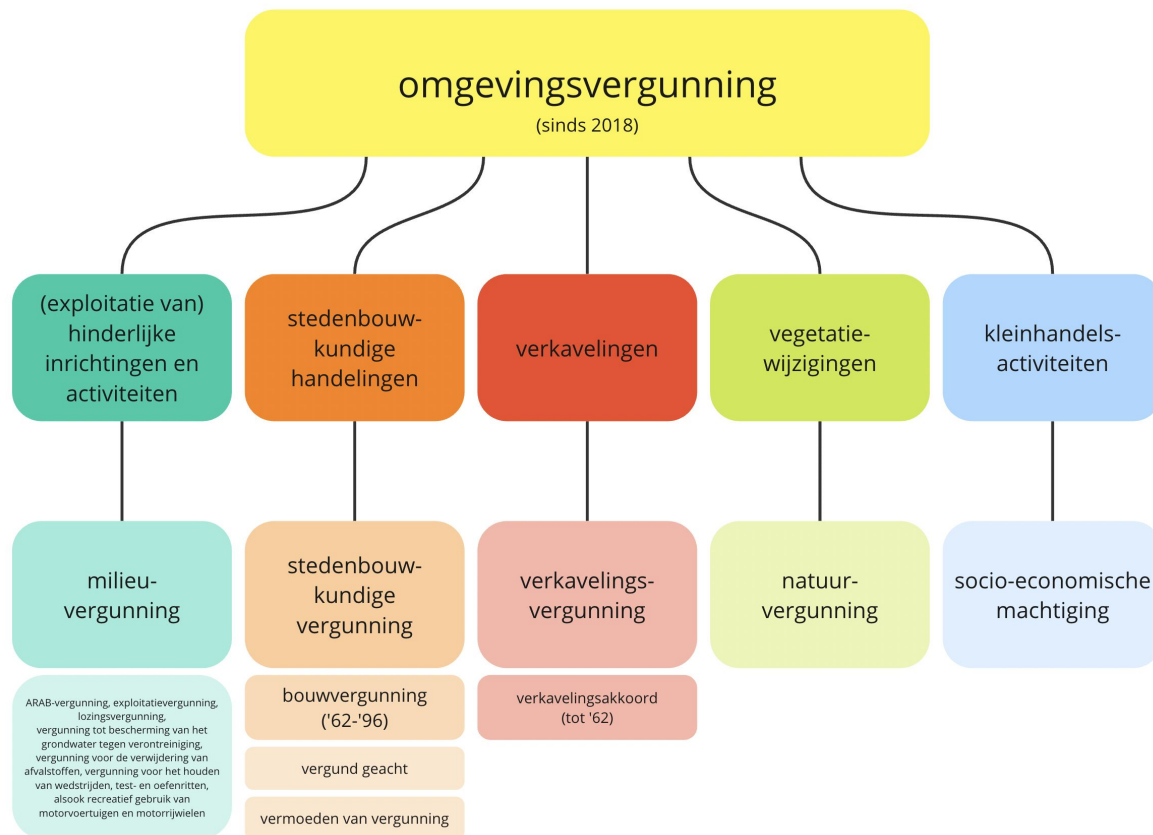 omgevingsvergunning
(sinds 2018)
(exploitatie van)
hinderlijke
inrichtingen en
activiteiten
stedenbouw-
kundige
handelingen
verkavelingen
vegetatie-
wijzigingen
kleinhandels-
activiteiten
milieu-
vergunning
stedenbouw-
kundige
vergunning
verkavelings-
vergunning
natuur-
vergunning
socio-economische
machtiging
ARAB-vergunning, exploitatievergunning,
lozingsvergunning,
vergunning tot bescherming van het
grondwater tegen verontreiniging,
vergunning voor de verwijdering van
afvalstoffen, vergunning voor het houden
van wedstrijden, test- en oefenritten,
alsook recreatief gebruik van
motorvoertuigen en motorrijwielen
bouwvergunning
('62-'96)
vergund geacht
vermoeden van vergunning
verkavelingsakkoord
(tot '62)